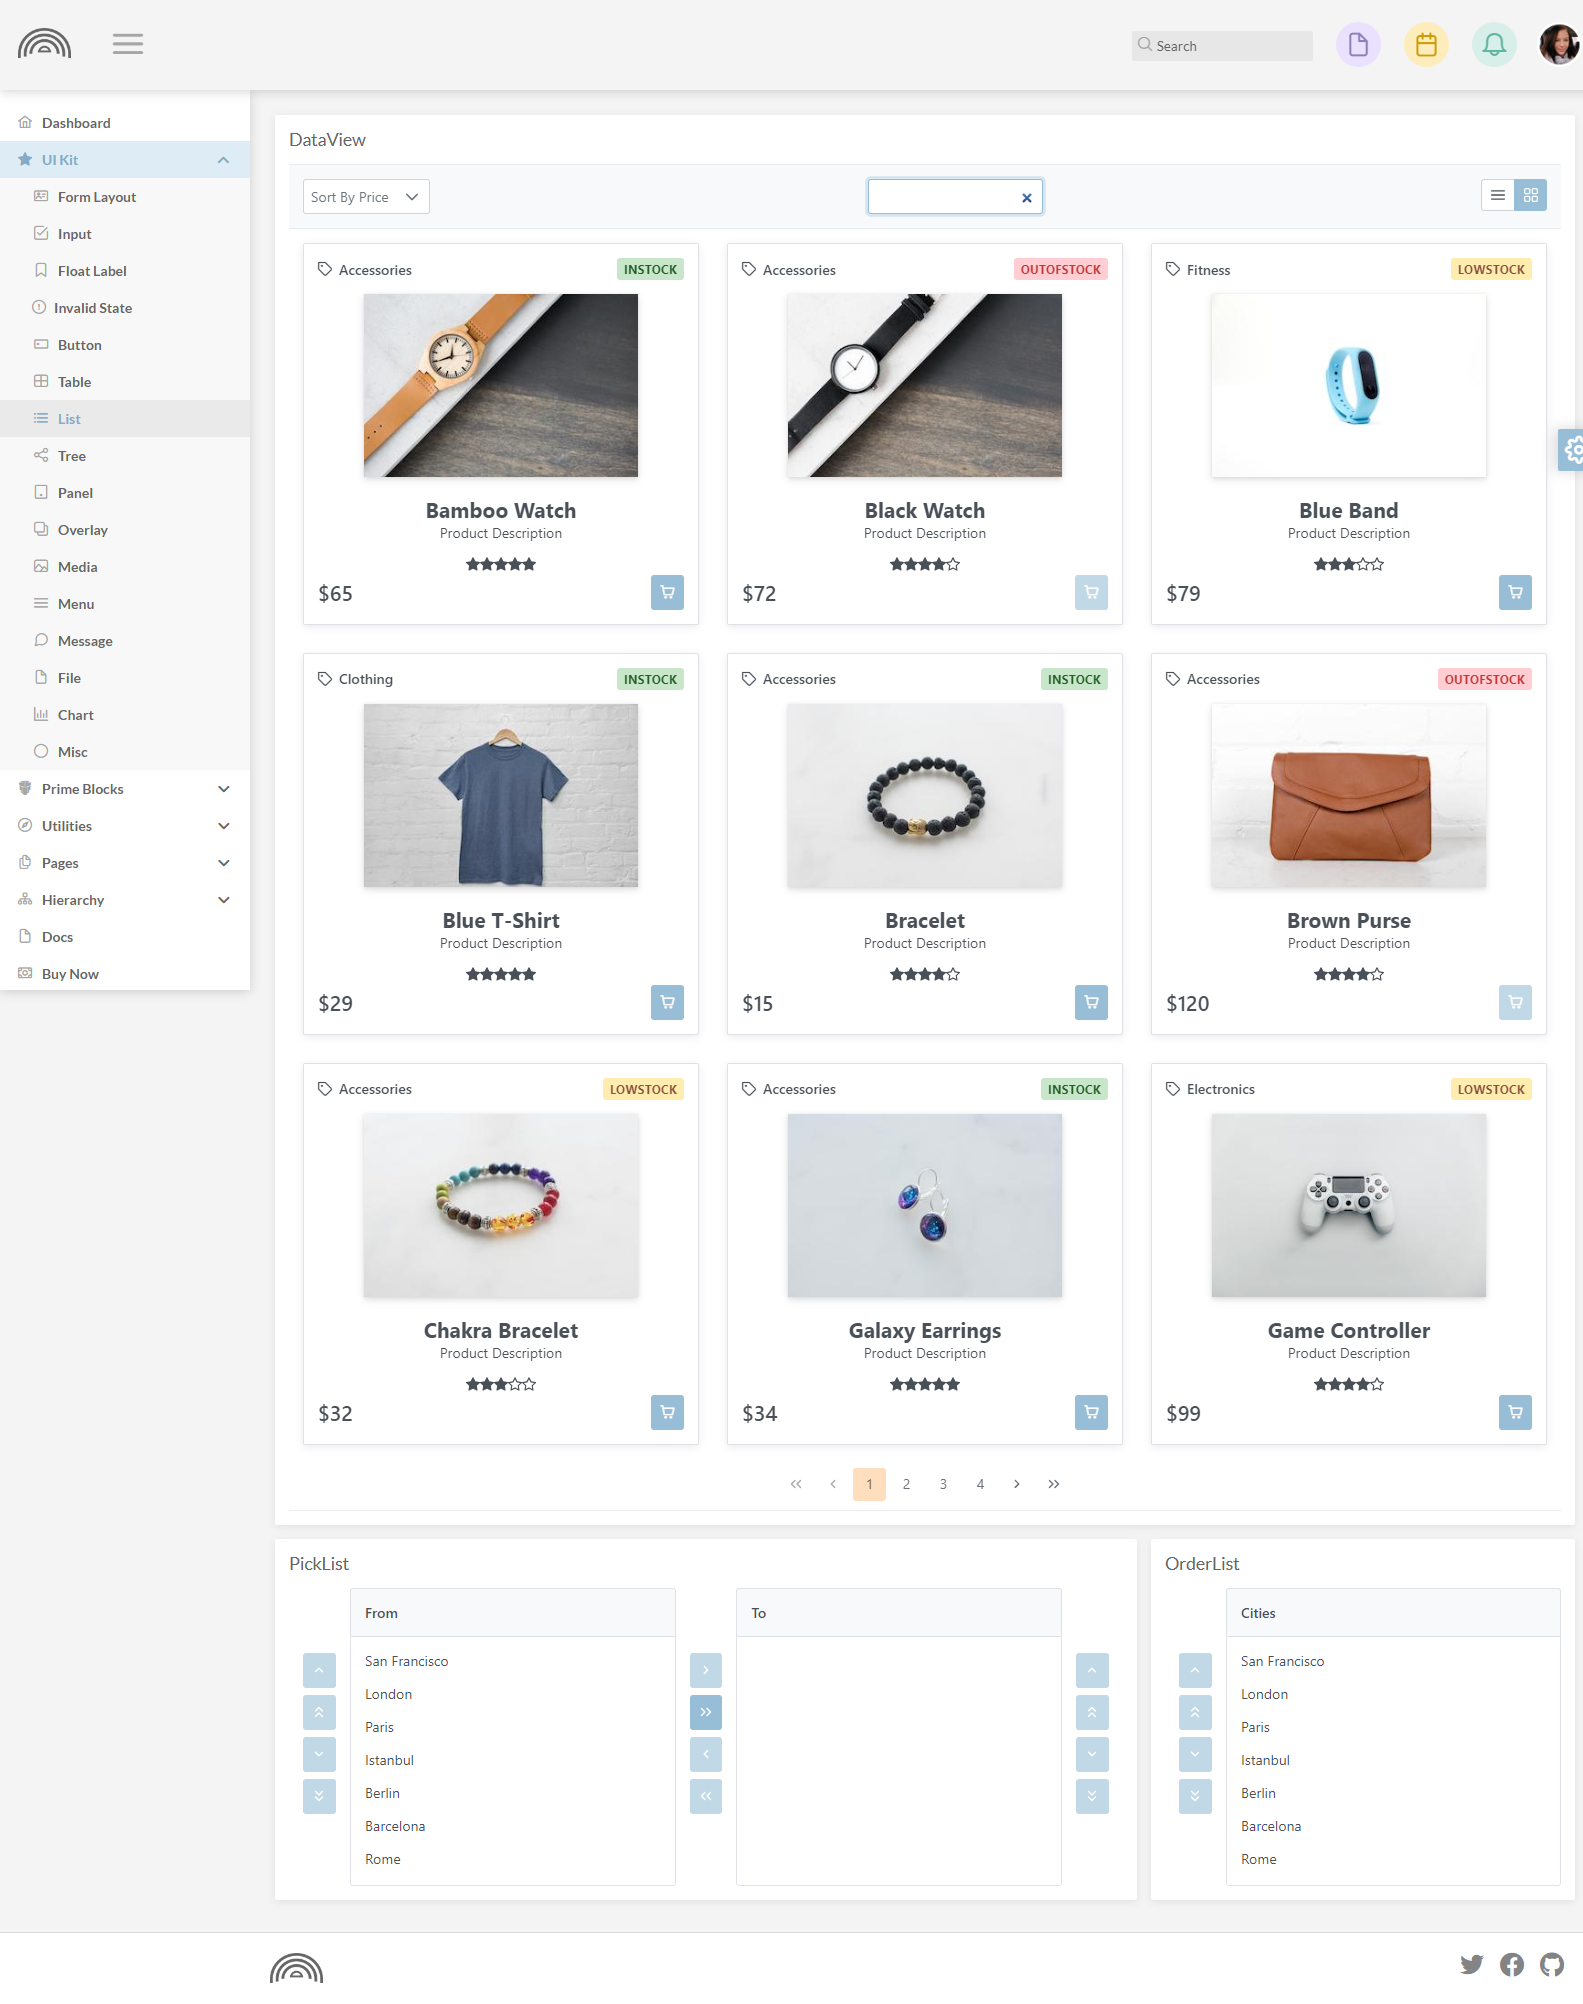 Search
Dashboard
UI Kit
Form Layout
Input
Float Label
Invalid State
Button
Table
List
Tree
Panel
Overlay
Media
Menu
Message
File
Chart
Misc
Prime Blocks
Utilities
Pages
Hierarchy
Docs
Buy Now
DataView
Sort By Price
Accessories INSTOCK
Bamboo Watch
Product Description
$65
Accessories OUTOFSTOCK
Black Watch
Product Description
$72
Fitness LOWSTOCK
Blue Band
Product Description
$79
Clothing INSTOCK
Blue T-Shirt
Product Description
$29
Accessories INSTOCK
Bracelet
Product Description
$15
Accessories OUTOFSTOCK
Brown Purse
Product Description
$120
Accessories LOWSTOCK
Chakra Bracelet
Product Description
$32
Accessories INSTOCK
Galaxy Earrings
Product Description
$34
Electronics LOWSTOCK
Game Controller
Product Description
$99
1 2 3 4
PickList
From
San Francisco
London
Paris
Istanbul
Berlin
Barcelona
Rome
To
OrderList
Cities
San Francisco
London
Paris
Istanbul
Berlin
Barcelona
Rome